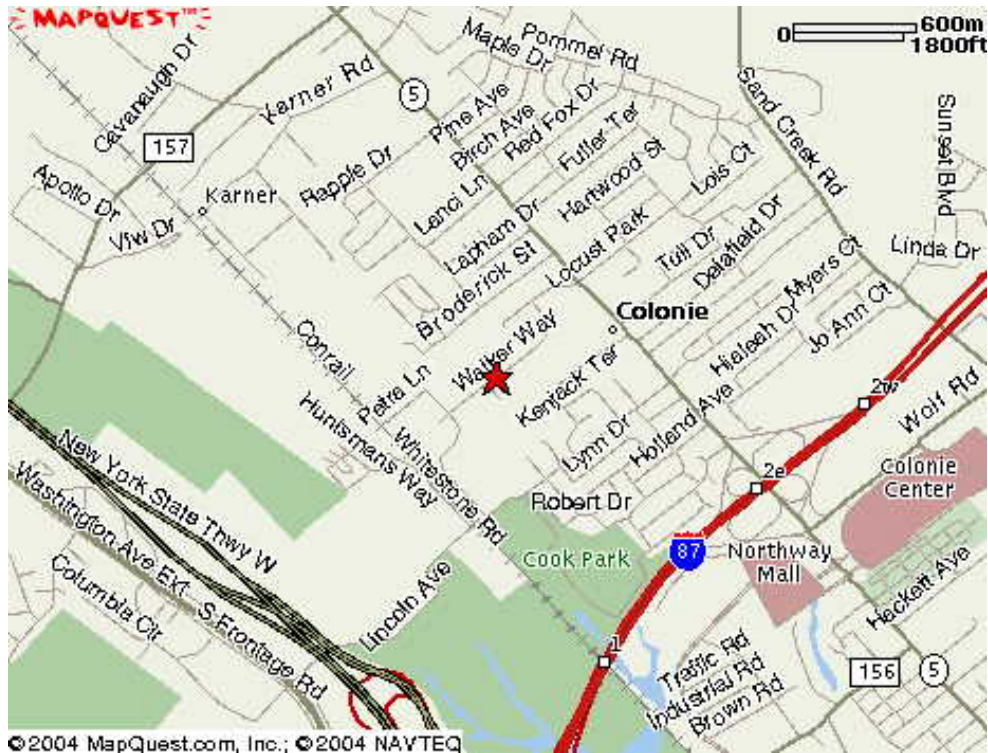 MAPQUEST™
0 600m
1800ft
Pommel Rd
Maple Dr
Cavanaugh Dr
Karner Rd
5
Sand Creek Rd
Sunset Blvd
157
Pine Ave
Birch Ave
Red Fox Dr
Fuller Ter
Rapple Dr
Hartwood St
Lois Ct
Apollo Dr
Karner
Lanci Ln
Vfw Dr
Lapham Dr
Locust Park
Tull Dr
Delafield Dr
Linda Dr
Broderick St
Myers Ct
Colonie
Hialeah Dr
Jo Ann Ct
Conrail
Walker Way
Petra Ln
Kenjack Ter
Holland Ave
Wolf Rd
Huntsmans Way
Whitestone Rd
Lynn Dr
New York State Thwy W
Colonie
Center
2e
Robert Dr
Washington Ave Ext
87
Northway
Mall
Cook Park
Columbia Cir
S Frontage Rd
Lincoln Ave
Hackett Ave
1
Traffic Rd
Industrial Rd
Brown Rd
156
5
©2004 MapQuest.com, Inc.; ©2004 NAVTEQ